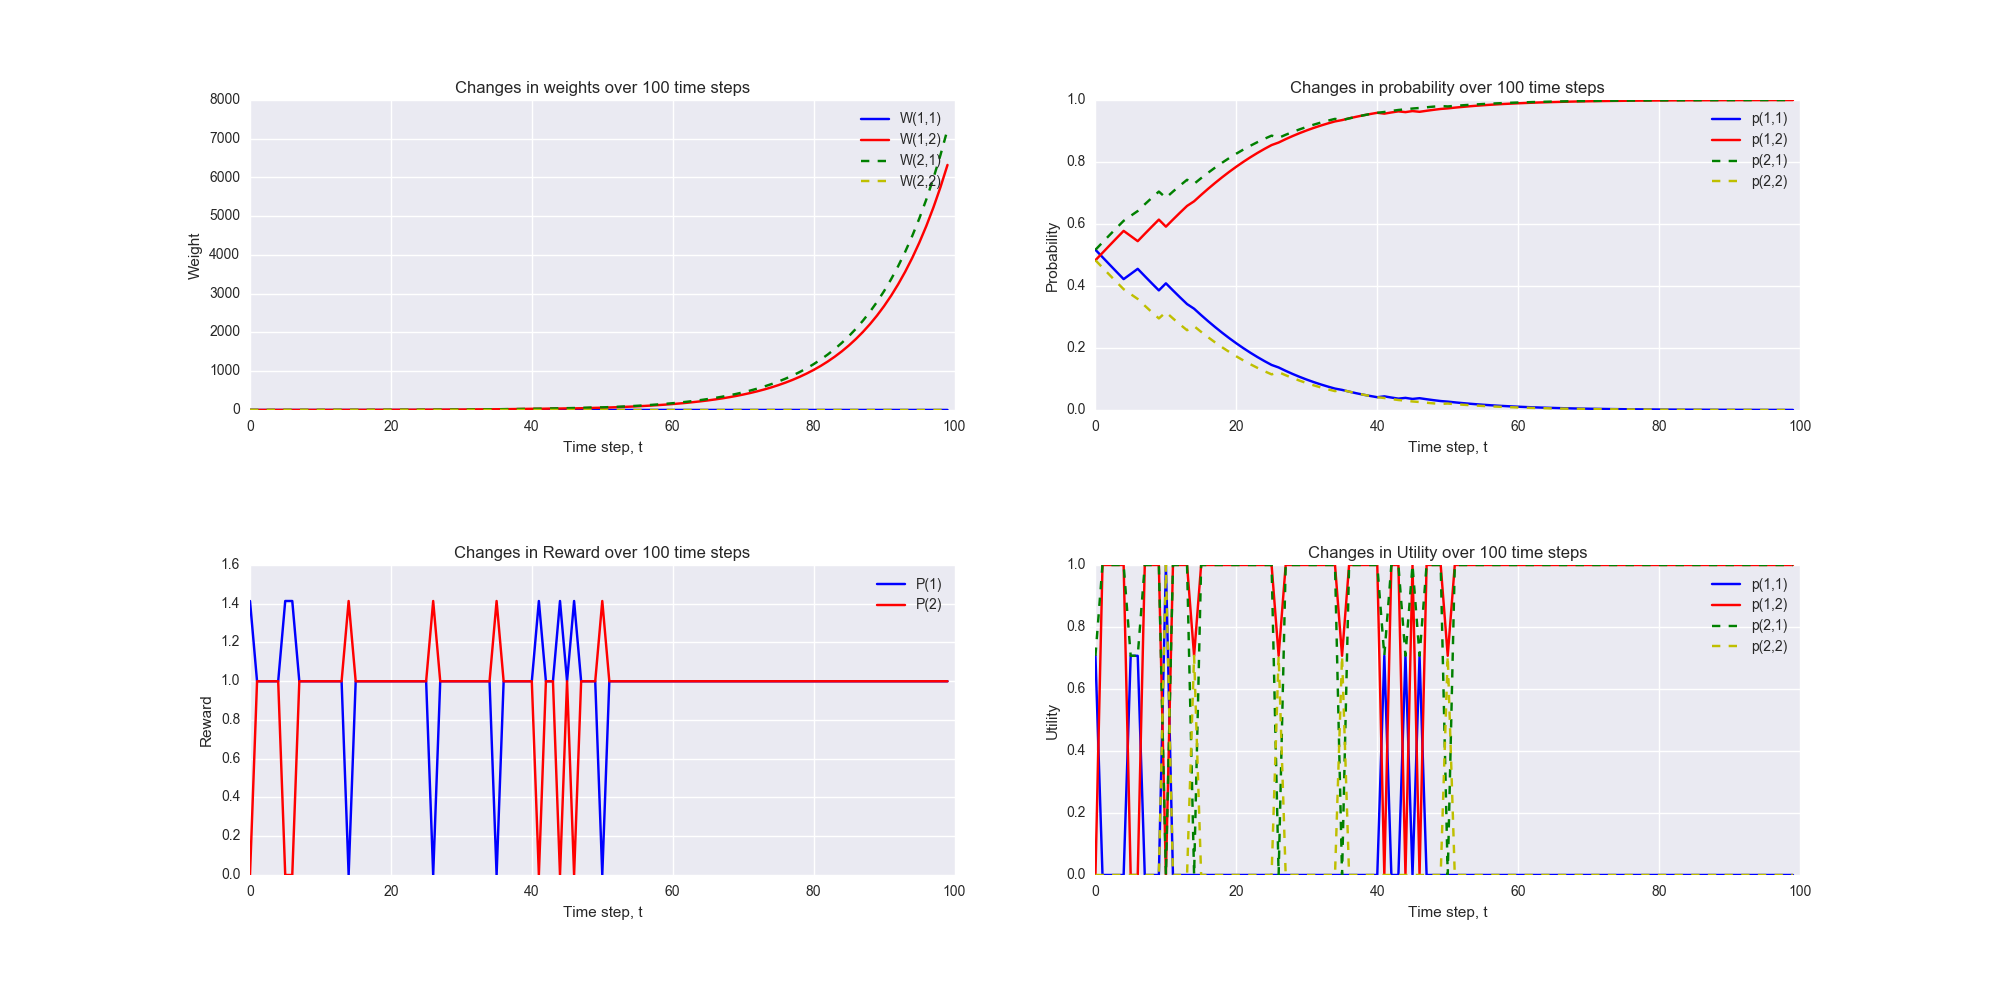 Changes in weights over 100 time steps
8000
7000
6000
5000
4000
3000
2000
1000
0
Weight
W(1,1)
W(1,2)
W(2,1)
W(2,2)
0 20 40 60 80 100
Time step, t
Changes in probability over 100 time steps
1.0
0.8
0.6
0.4
0.2
0.0
Probability
p(1,1)
p(1,2)
p(2,1)
p(2,2)
0 20 40 60 80 100
Time step, t
Changes in Reward over 100 time steps
1.6
1.4
1.2
1.0
0.8
0.6
0.4
0.2
0.0
Reward
P(1)
P(2)
0 20 40 60 80 100
Time step, t
Changes in Utility over 100 time steps
1.0
0.8
0.6
0.4
0.2
0.0
Utility
p(1,1)
p(1,2)
p(2,1)
p(2,2)
0 20 40 60 80 100
Time step, t